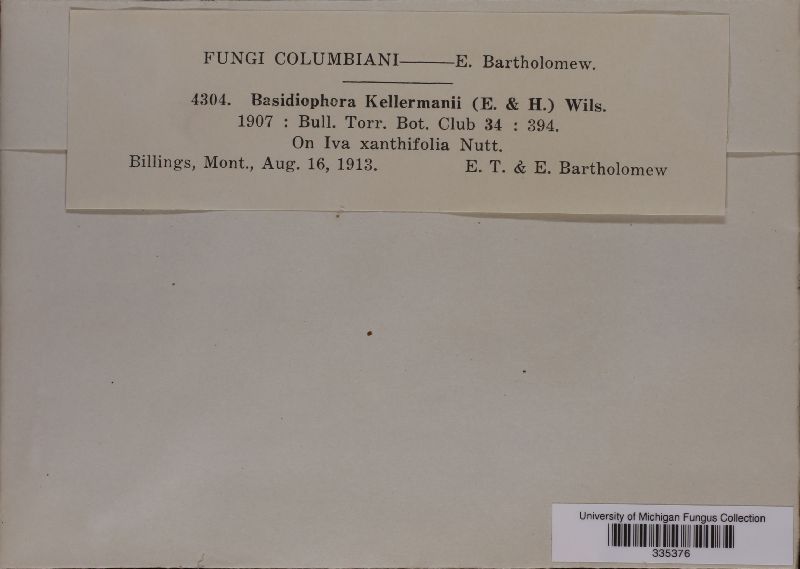 FUNGI COLUMBIANI——E. Bartholomew.
4304. Basidiophora Kellermanii (E. & H.) Wils.
1907 : Bull. Torr. Bot. Club 34 : 394.
On Iva xanthifolia Nutt.
Billings, Mont., Aug. 16, 1913. E. T. & E. Bartholomew
University of Michigan Fungus Collection
335376